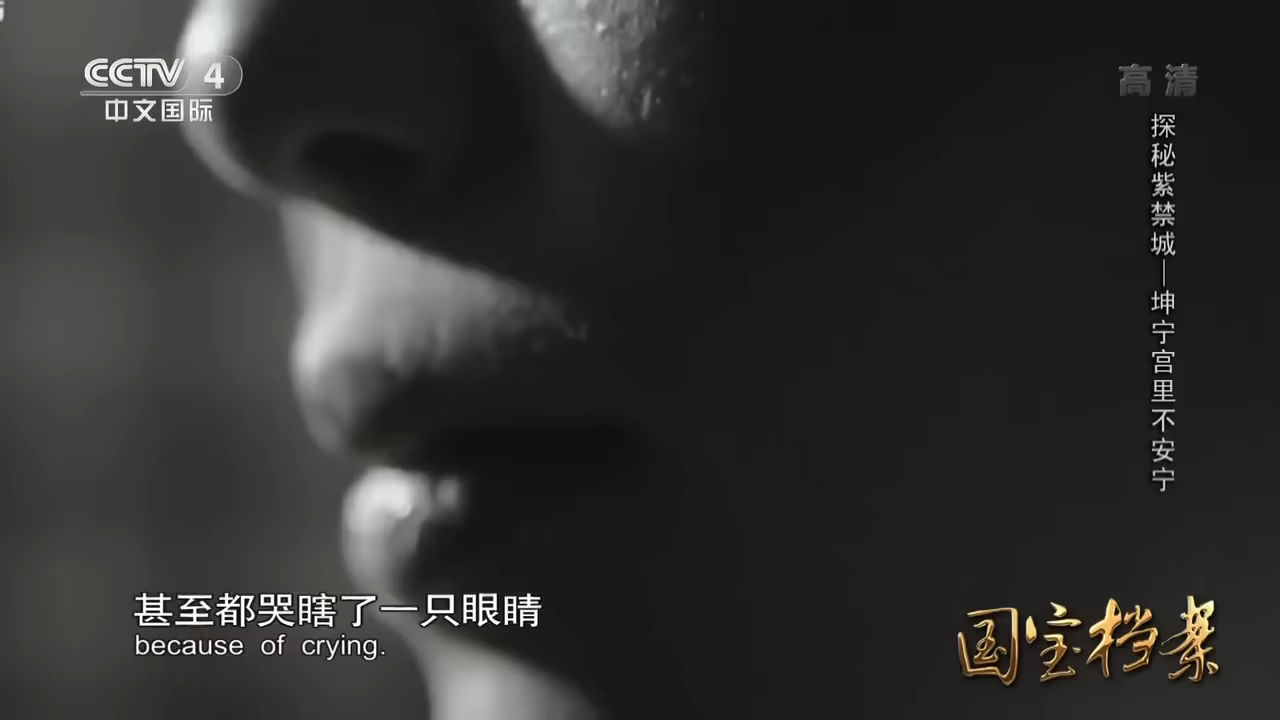 CCTV 4
中文国际
高清
探秘紫禁城—坤宁宫里不安宁
甚至都哭瞎了一只眼睛
because of crying.
国宝档案